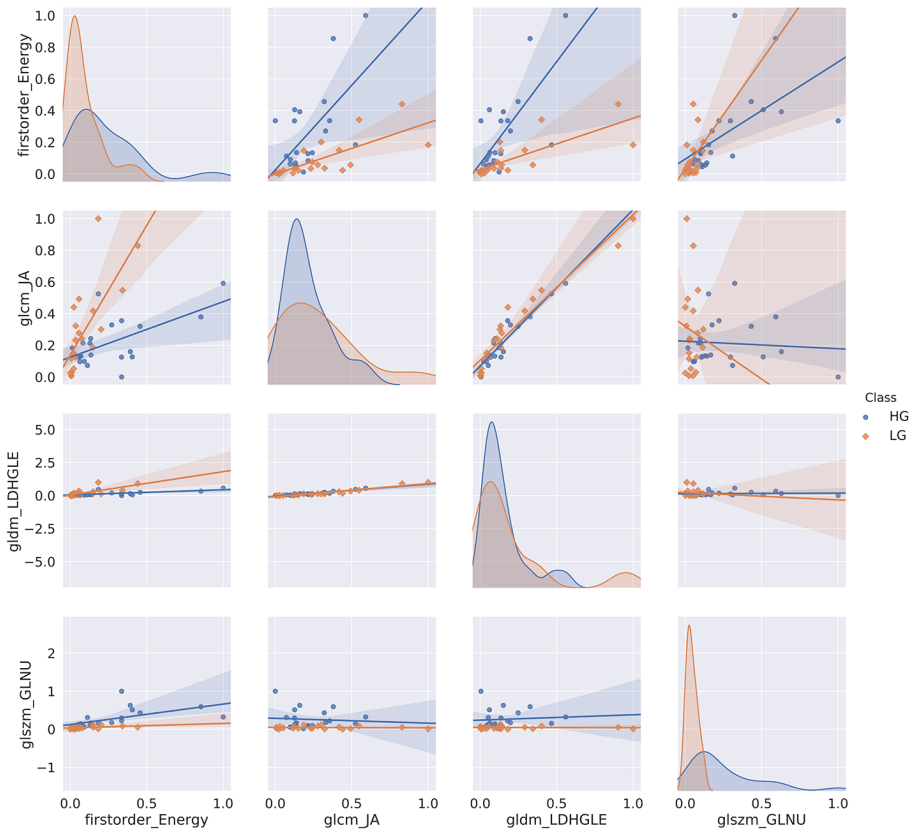 firstorder_Energy
1.0
0.8
0.6
0.4
0.2
0.0
glcm_JA
1.0
0.8
0.6
0.4
0.2
0.0
Class
HG
LG
gldm_LDHGLE
5.0
2.5
0.0
−2.5
−5.0
glszm_GLNU
2
1
0
−1
0.0 0.5 1.0 0.0 0.5 1.0 0.0 0.5 1.0 0.0 0.5 1.0
firstorder_Energy glcm_JA gldm_LDHGLE glszm_GLNU